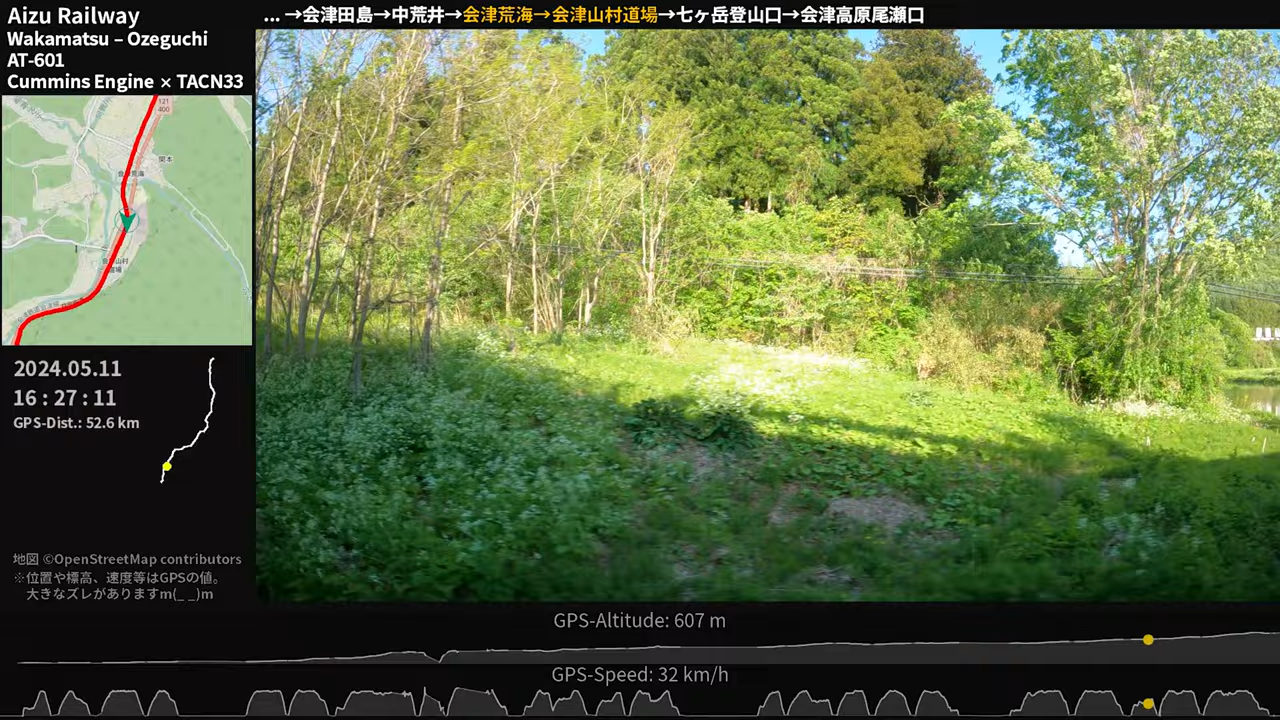 Aizu Railway
Wakamatsu – Ozeguchi
AT-601
Cummins Engine × TACN33
... →会津田島→中荒井→会津荒海→会津山村道場→七ヶ岳登山口→会津高原尾瀬口
121
400
関本
2024.05.11
16 : 27 : 11
GPS-Dist.: 52.6 km
地図 ©OpenStreetMap contributors
※位置や標高、速度等はGPSの値。
大きなズレがありますm(_ _)m
GPS-Altitude: 607 m
GPS-Speed: 32 km/h